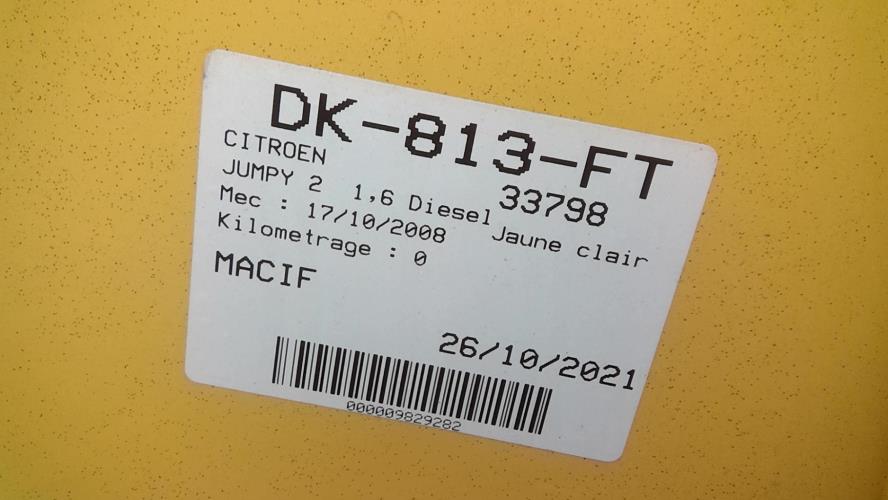 DK-813-FT
CITROEN
33798
JUMPY 2 1,6 Diesel
Jaune clair
Mec : 17/10/2008
Kilometrage : 0
MACIF
26/10/2021
000009829282